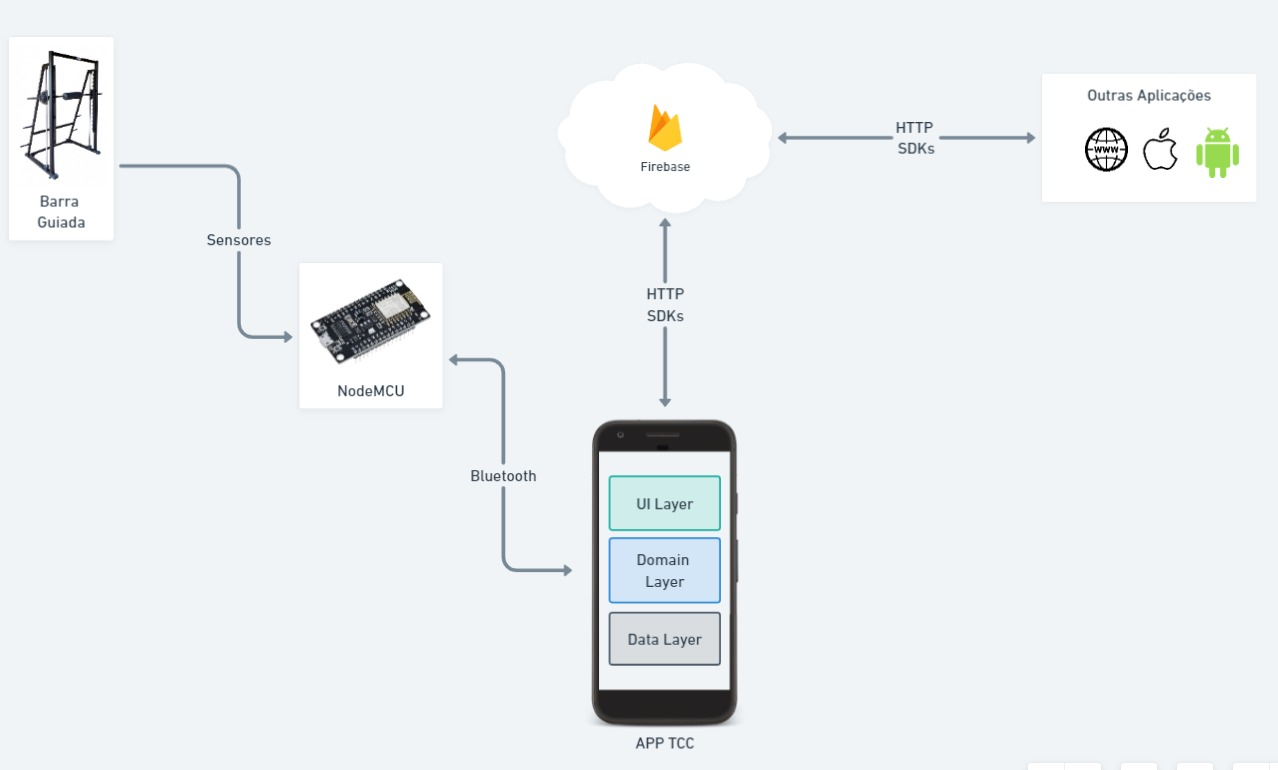 Barra
Guiada
Sensores
NodeMCU
Bluetooth
Firebase
HTTP
SDKs
Outras Aplicações
WWW
HTTP
SDKs
UI Layer
Domain
Layer
Data Layer
APP TCC